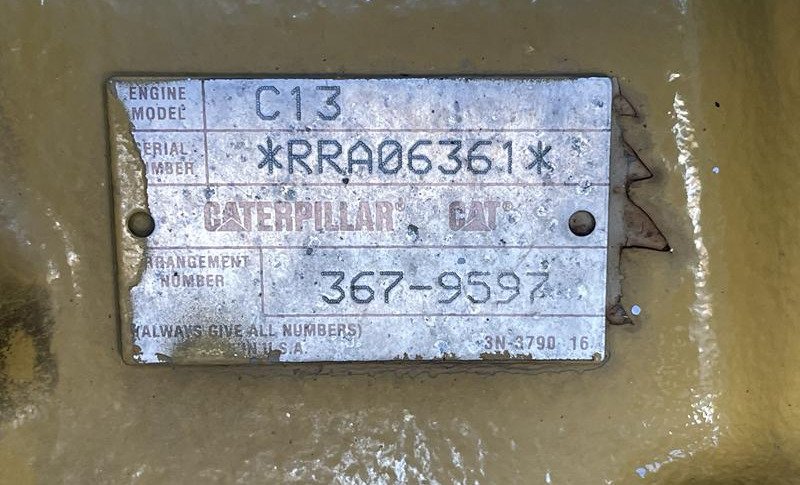 ENGINE MODEL C13
SERIAL NUMBER *RRA06361*
CATERPILLAR® CAT®
ARRANGEMENT NUMBER 367-9597
(ALWAYS GIVE ALL NUMBERS)
IN U.S.A. 3N-3790 16